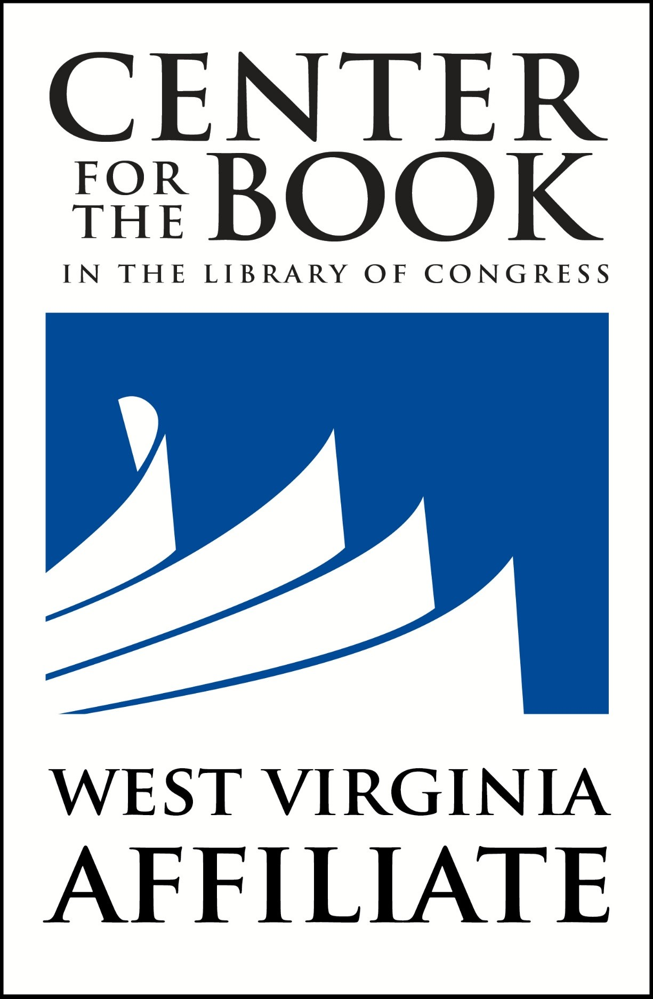 CENTER
FOR THE BOOK
IN THE LIBRARY OF CONGRESS
WEST VIRGINIA
AFFILIATE